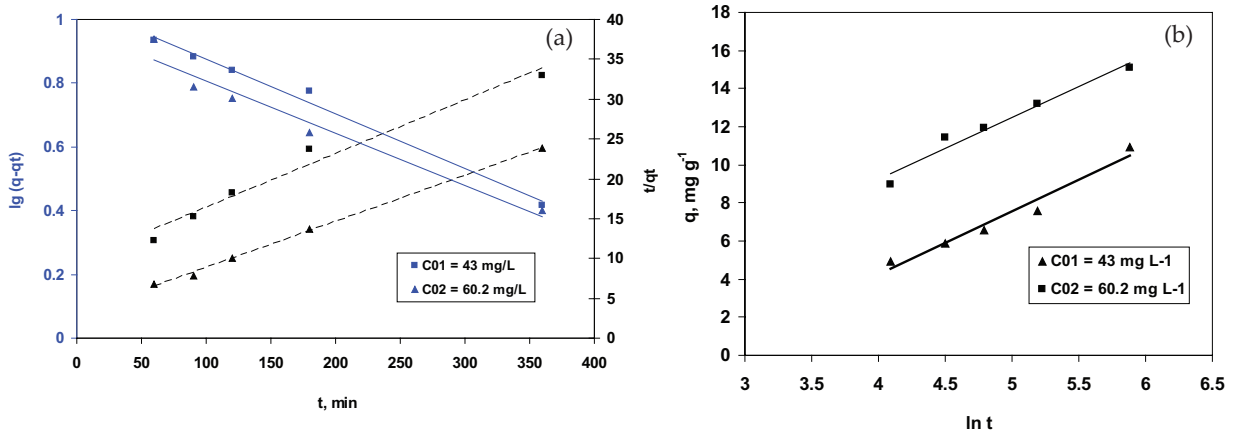 (a)
1
0.8
0.6
0.4
0.2
0
lg (q-qt)
40
35
30
25
20
15
10
5
0
t/qt
C01 = 43 mg/L
C02 = 60.2 mg/L
0 50 100 150 200 250 300 350 400
t, min
(b)
18
16
14
12
10
8
6
4
2
0
q, mg g-1
C01 = 43 mg L-1
C02 = 60.2 mg L-1
3 3.5 4 4.5 5 5.5 6 6.5
ln t